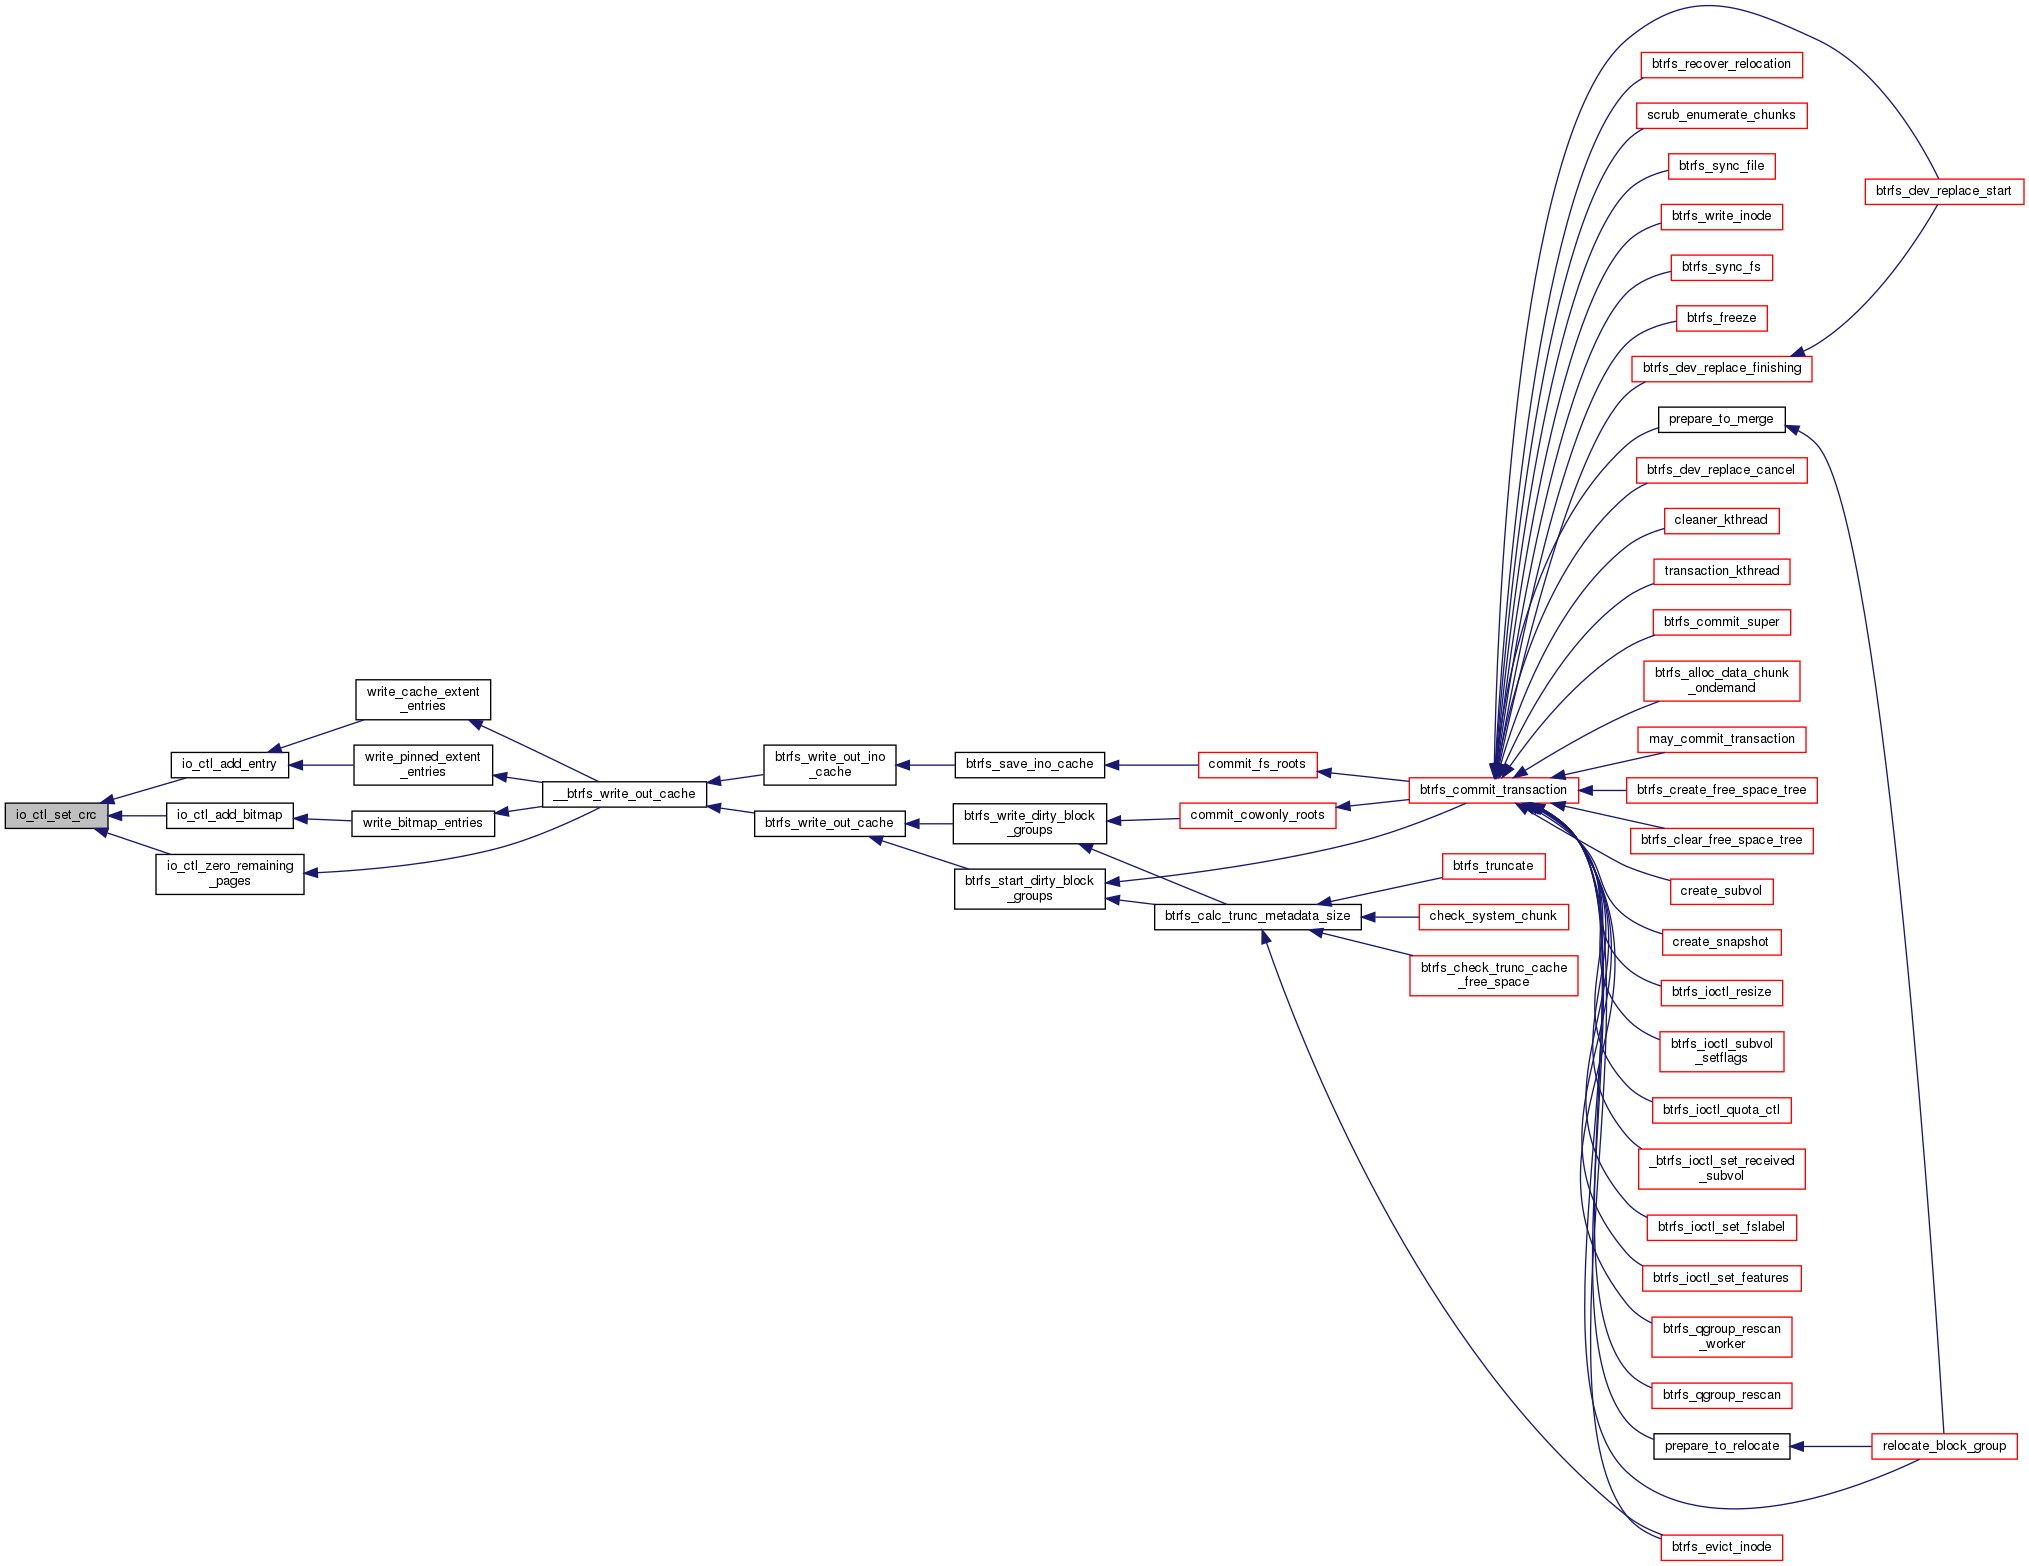 io_ctl_set_crc
io_ctl_add_entry
io_ctl_add_bitmap
io_ctl_zero_remaining
_pages
write_cache_extent
_entries
write_pinned_extent
_entries
write_bitmap_entries
__btrfs_write_out_cache
btrfs_write_out_ino
_cache
btrfs_write_out_cache
btrfs_save_ino_cache
btrfs_write_dirty_block
_groups
btrfs_start_dirty_block
_groups
commit_fs_roots
commit_cowonly_roots
btrfs_calc_trunc_metadata_size
btrfs_commit_transaction
btrfs_truncate
check_system_chunk
btrfs_check_trunc_cache
_free_space
btrfs_recover_relocation
scrub_enumerate_chunks
btrfs_sync_file
btrfs_write_inode
btrfs_sync_fs
btrfs_freeze
btrfs_dev_replace_finishing
prepare_to_merge
btrfs_dev_replace_cancel
cleaner_kthread
transaction_kthread
btrfs_commit_super
btrfs_alloc_data_chunk
_ondemand
may_commit_transaction
btrfs_create_free_space_tree
btrfs_clear_free_space_tree
create_subvol
create_snapshot
btrfs_ioctl_resize
btrfs_ioctl_subvol
_setflags
btrfs_ioctl_quota_ctl
_btrfs_ioctl_set_received
_subvol
btrfs_ioctl_set_fslabel
btrfs_ioctl_set_features
btrfs_qgroup_rescan
_worker
btrfs_qgroup_rescan
prepare_to_relocate
btrfs_evict_inode
btrfs_dev_replace_start
relocate_block_group